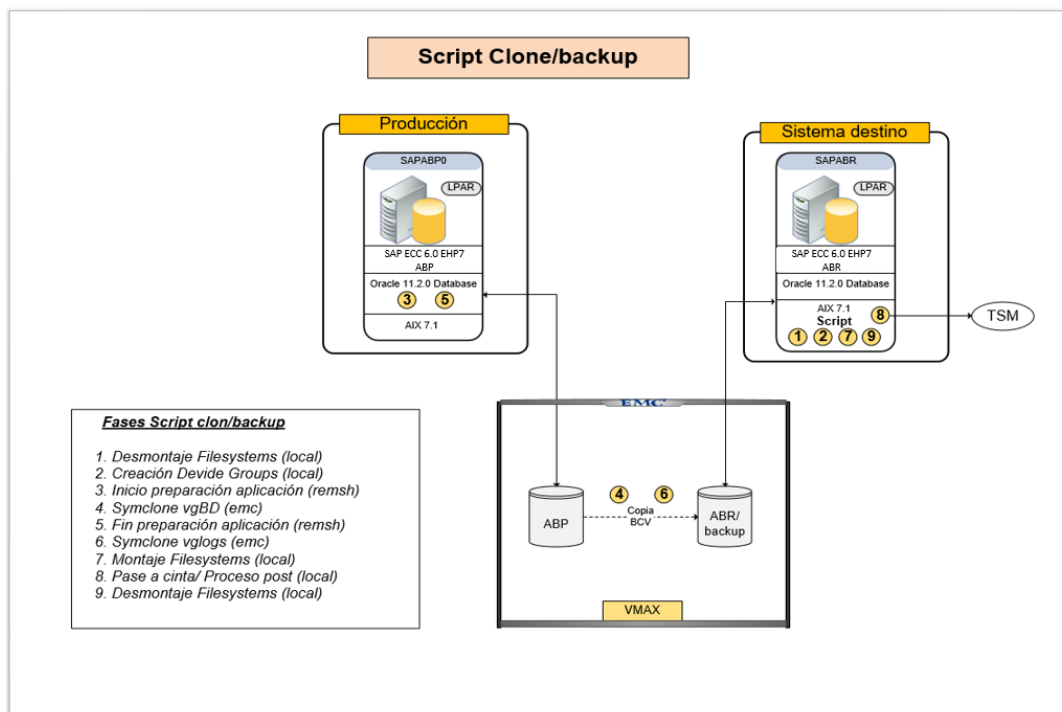 Script Clone/backup
Producción
SAPABP0
LPAR
SAP ECC 6.0 EHP7
ABP
Oracle 11.2.0 Database
3 5
AIX 7.1
Sistema destino
SAPABR
LPAR
SAP ECC 6.0 EHP7
ABR
Oracle 11.2.0 Database
AIX 7.1
Script
8
1 2 7 9
TSM
Fases Script clon/backup
1. Desmontaje Filesystems (local)
2. Creación Devide Groups (local)
3. Inicio preparación aplicación (remsh)
4. Symclone vgBD (emc)
5. Fin preparación aplicación (remsh)
6. Symclone vglogs (emc)
7. Montaje Filesystems (local)
8. Pase a cinta/ Proceso post (local)
9. Desmontaje Filesystems (local)
EMC
4 6
ABP
Copia
BCV
ABR/
backup
VMAX